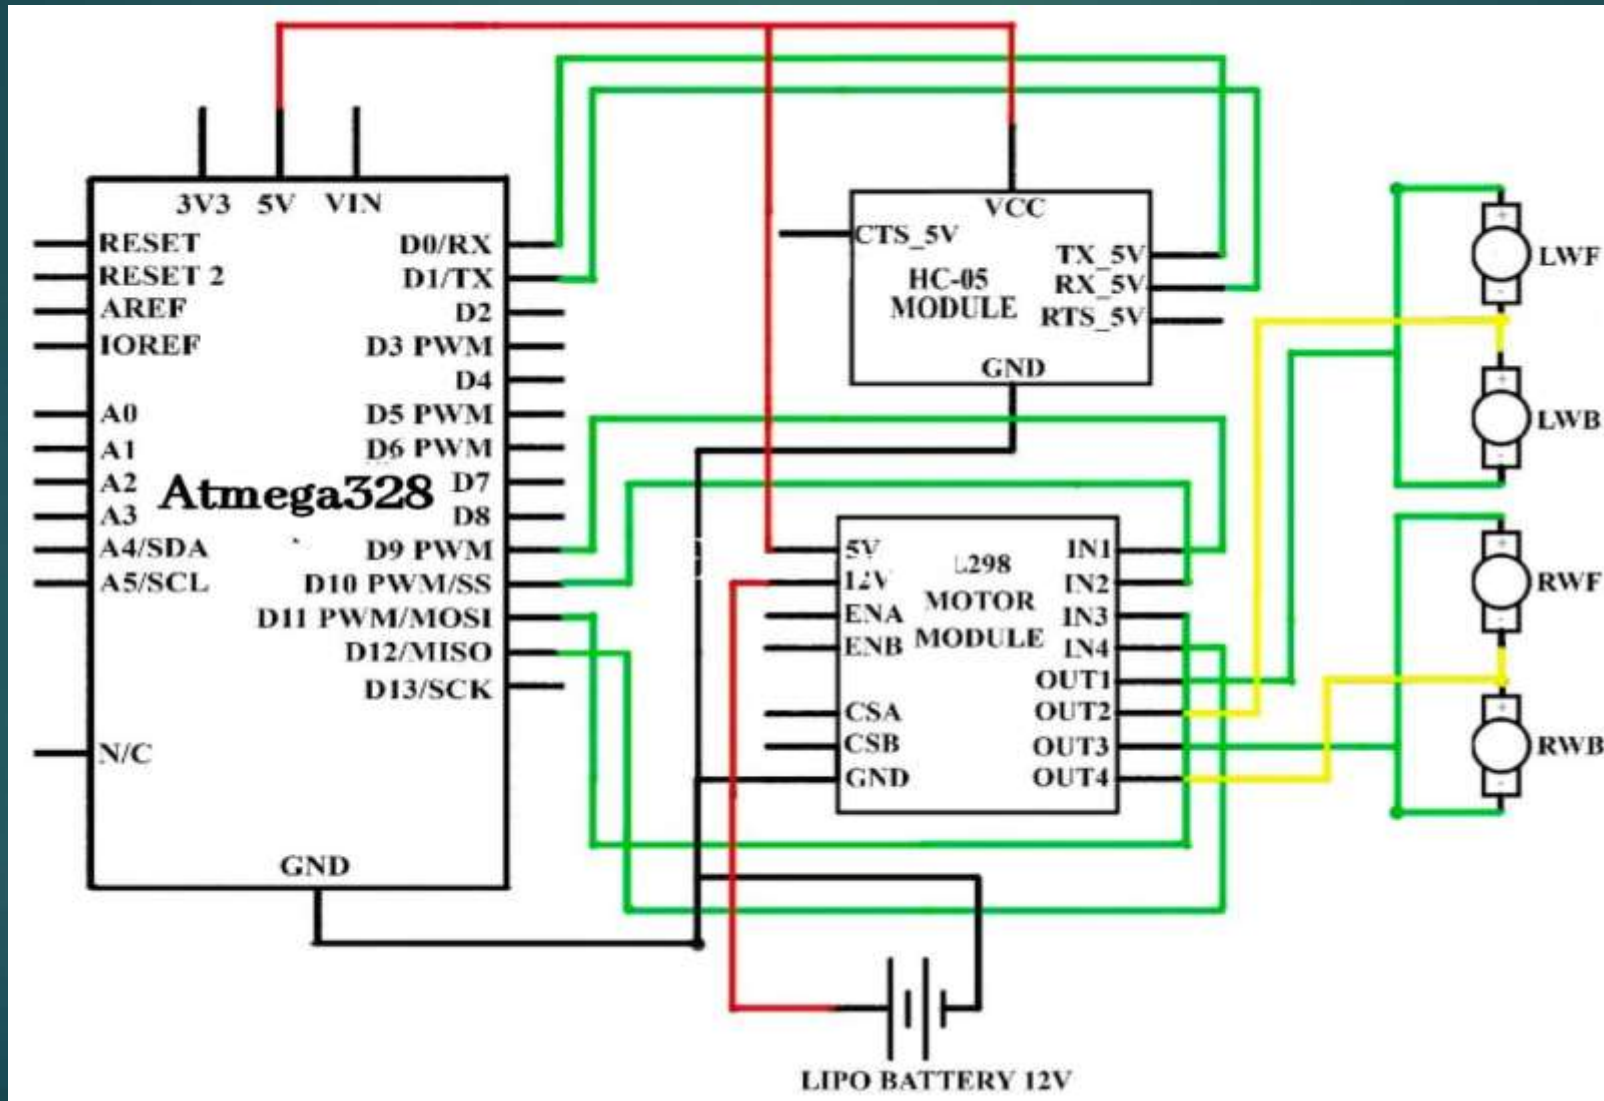 3V3 5V VIN
RESET
RESET 2
AREF
IOREF
A0
A1
A2
A3
A4/SDA
A5/SCL
N/C
Atmega328
D0/RX
D1/TX
D2
D3 PWM
D4
D5 PWM
D6 PWM
D7
D8
D9 PWM
D10 PWM/SS
D11 PWM/MOSI
D12/MISO
D13/SCK
GND
VCC
CTS_5V
HC-05
MODULE
TX_5V
RX_5V
RTS_5V
GND
5V
12V
ENA
ENB
CSA
CSB
GND
L298
MOTOR
MODULE
IN1
IN2
IN3
IN4
OUT1
OUT2
OUT3
OUT4
+
-
LWF
+
-
LWB
+
-
RWF
+
-
RWB
LIPO BATTERY 12V